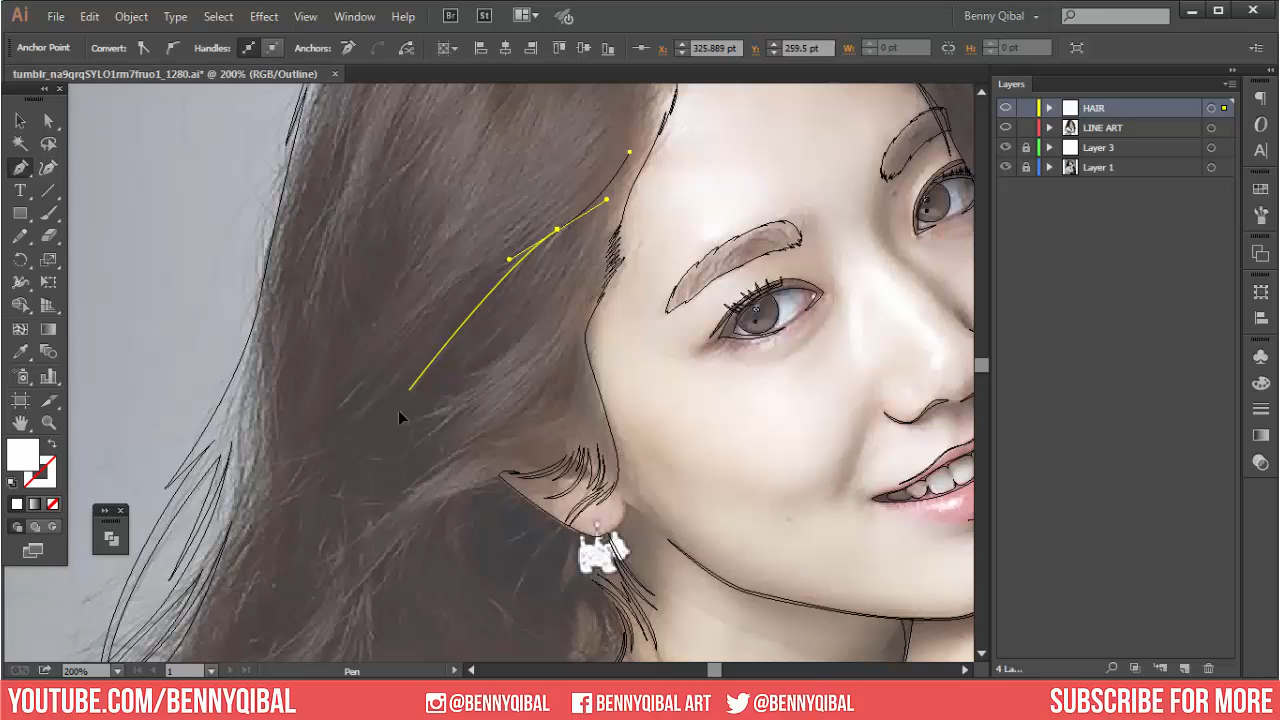 Ai File Edit Object Type Select Effect View Window Help Br St Benny Qibal
Anchor Point Convert: Handles: Anchors: X: 325.889 pt Y: 259.5 pt W: 0 pt H: 0 pt
tumblr_na9qrqSYLO1rm7fruo1_1280.ai* @ 200% (RGB/Outline)
Layers
HAIR
LINE ART
Layer 3
Layer 1
200% 1 Pen 4 La...
YOUTUBE.COM/BENNYQIBAL @BENNYQIBAL BENNYQIBAL ART @BENNYQIBAL SUBSCRIBE FOR MORE